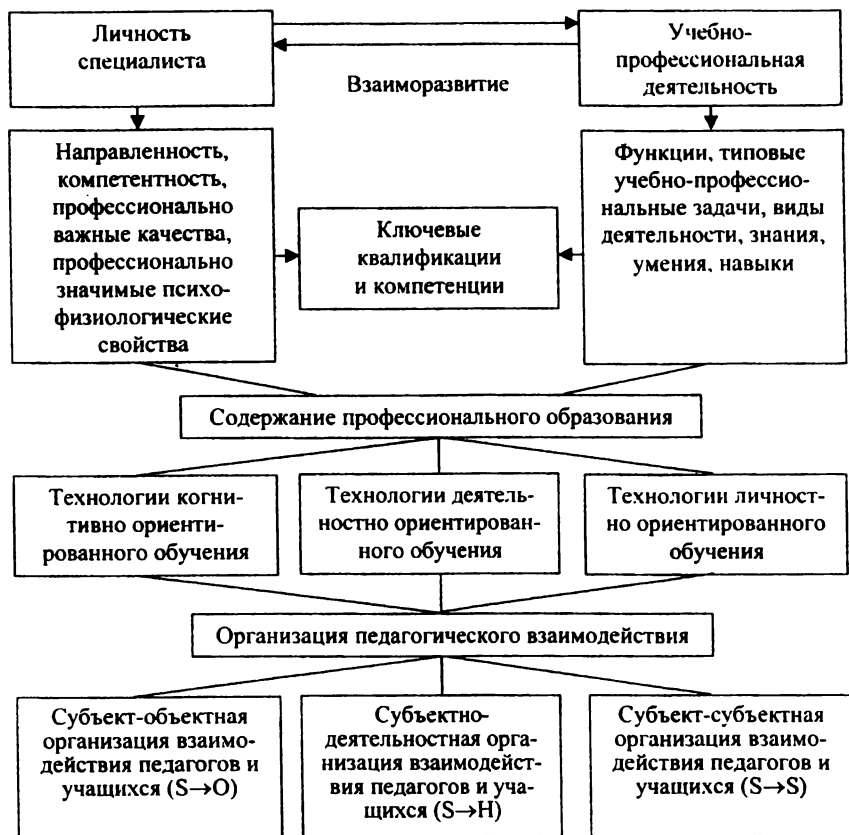 Личность
специалиста
Учебно-
профессиональная
деятельность
Взаиморазвитие
Направленность,
компетентность,
профессионально
важные качества,
профессионально
значимые психо-
физиологические
свойства
Ключевые
квалификации
и компетенции
Функции, типовые
учебно-профессио-
нальные задачи, виды
деятельности, знания,
умения, навыки
Содержание профессионального образования
Технологии когни-
тивно ориенти-
рованного обучения
Технологии деятель-
ностно ориентирован-
ного обучения
Технологии личност-
но ориентированного
обучения
Организация педагогического взаимодействия
Субъект-объектная
организация взаимо-
действия педагогов и
учащихся (S→O)
Субъектно-
деятельностная орга-
низация взаимодейст-
вия педагогов и уча-
щихся (S→H)
Субъект-субъектная
организация взаимо-
действия педагогов и
учащихся (S→S)